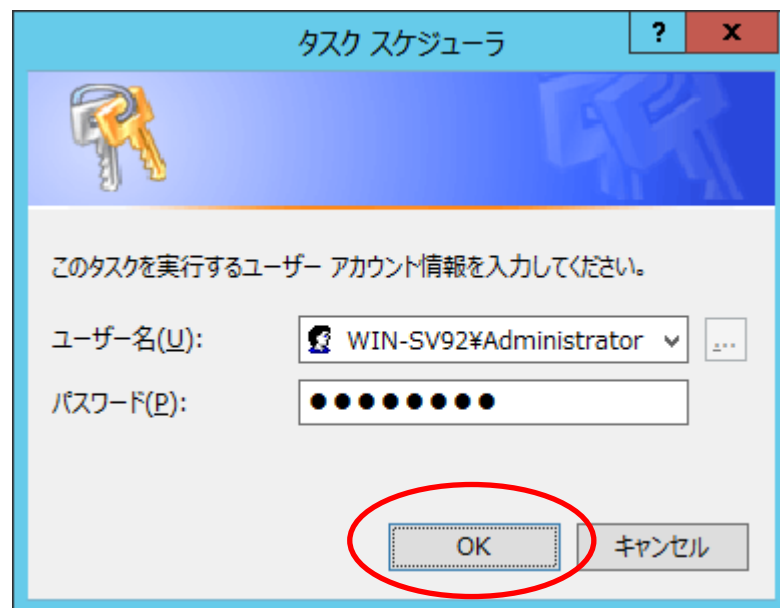 タスク スケジューラ
? x
このタスクを実行するユーザー アカウント情報を入力してください。
ユーザー名(U): WIN-SV92¥Administrator ...
パスワード(P): ●●●●●●●●
OK キャンセル